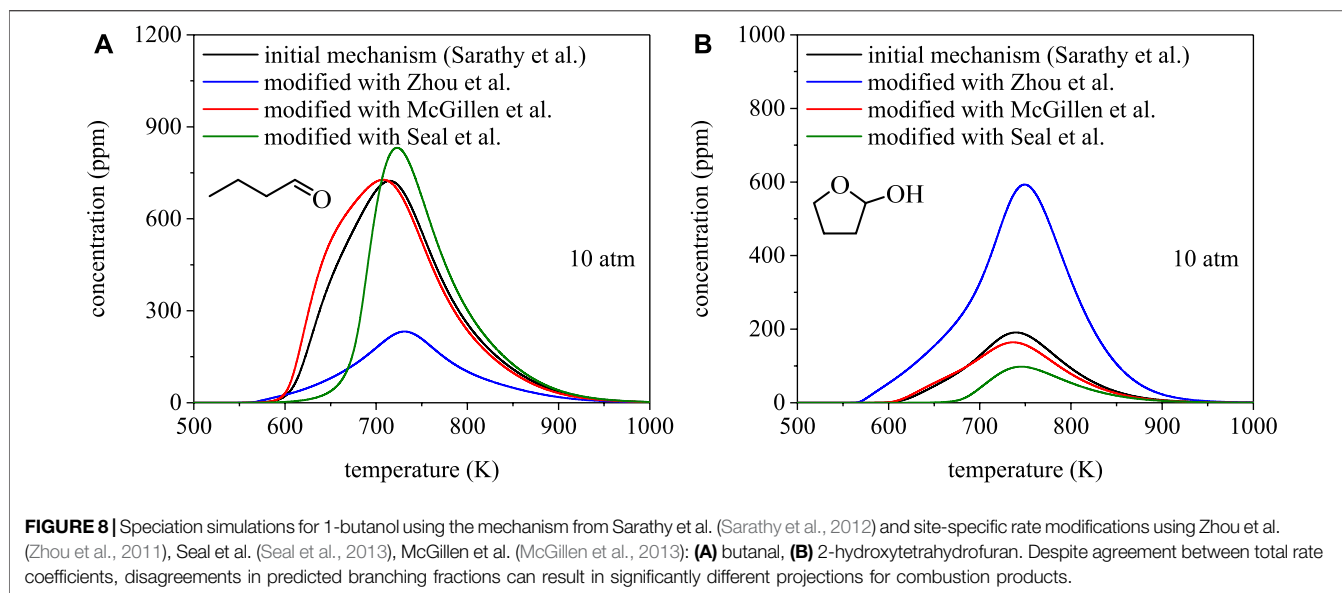 A
1200
900
600
300
0
concentration (ppm)
initial mechanism (Sarathy et al.)
modified with Zhou et al.
modified with McGillen et al.
modified with Seal et al.
O
10 atm
500 600 700 800 900 1000
temperature (K)
B
1000
800
600
400
200
0
concentration (ppm)
initial mechanism (Sarathy et al.)
modified with Zhou et al.
modified with McGillen et al.
modified with Seal et al.
O
OH
10 atm
500 600 700 800 900 1000
temperature (K)
FIGURE 8 | Speciation simulations for 1-butanol using the mechanism from Sarathy et al. (Sarathy et al., 2012) and site-specific rate modifications using Zhou et al.
(Zhou et al., 2011), Seal et al. (Seal et al., 2013), McGillen et al. (McGillen et al., 2013): (A) butanal, (B) 2-hydroxytetrahydrofuran. Despite agreement between total rate
coefficients, disagreements in predicted branching fractions can result in significantly different projections for combustion products.